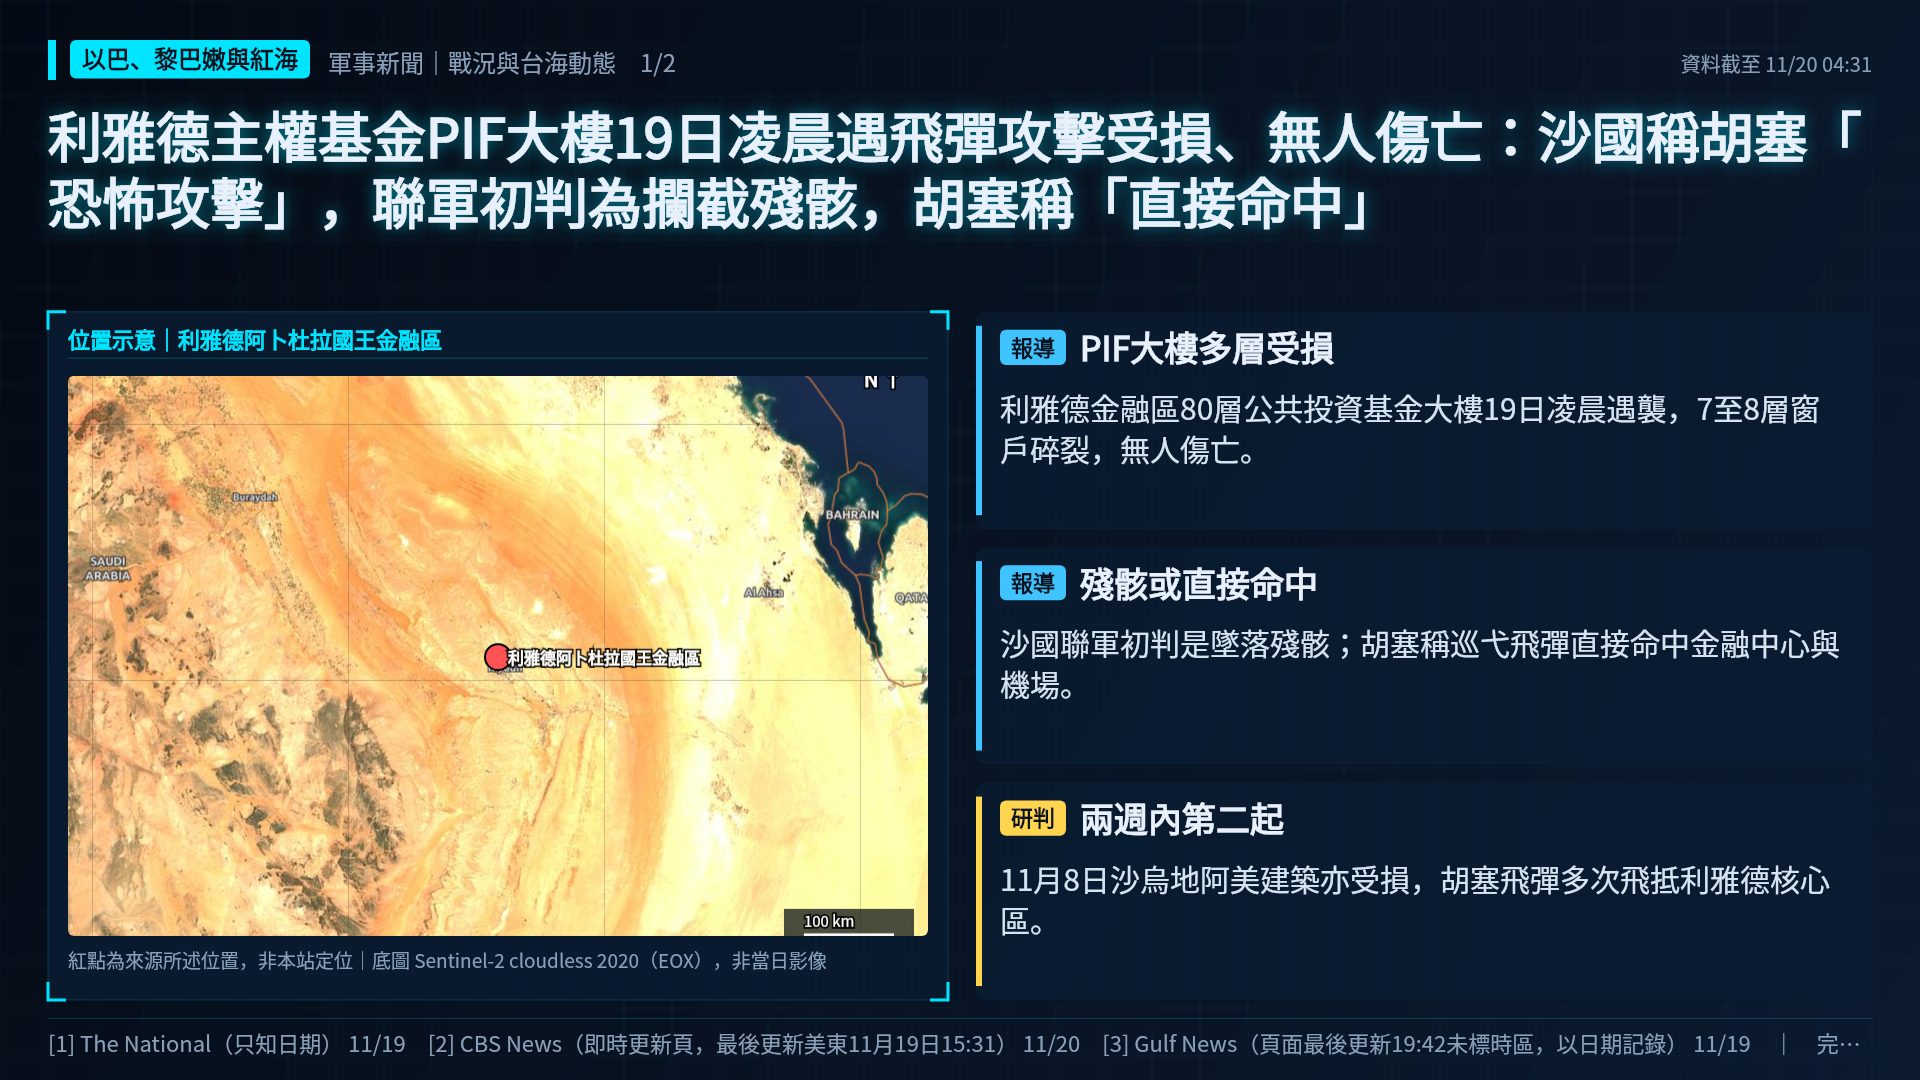 以巴、黎巴嫩與紅海
軍事新聞｜戰況與台海動態 1/2
資料截至 11/20 04:31
利雅德主權基金PIF大樓19日凌晨遇飛彈攻擊受損、無人傷亡：沙國稱胡塞「
恐怖攻擊」，聯軍初判為攔截殘骸，胡塞稱「直接命中」
位置示意｜利雅德阿卜杜拉國王金融區
N ↑
Buraydah
BAHRAIN
SAUDI
ARABIA
Al Ahsa
QATA
利雅德阿卜杜拉國王金融區
100 km
紅點為來源所述位置，非本站定位｜底圖 Sentinel-2 cloudless 2020（EOX），非當日影像
報導 PIF大樓多層受損
利雅德金融區80層公共投資基金大樓19日凌晨遇襲，7至8層窗
戶碎裂，無人傷亡。
報導 殘骸或直接命中
沙國聯軍初判是墜落殘骸；胡塞稱巡弋飛彈直接命中金融中心與
機場。
研判 兩週內第二起
11月8日沙烏地阿美建築亦受損，胡塞飛彈多次飛抵利雅德核心
區。
[1] The National（只知日期） 11/19 [2] CBS News（即時更新頁，最後更新美東11月19日15:31） 11/20 [3] Gulf News（頁面最後更新19:42未標時區，以日期記錄） 11/19 ｜ 完…